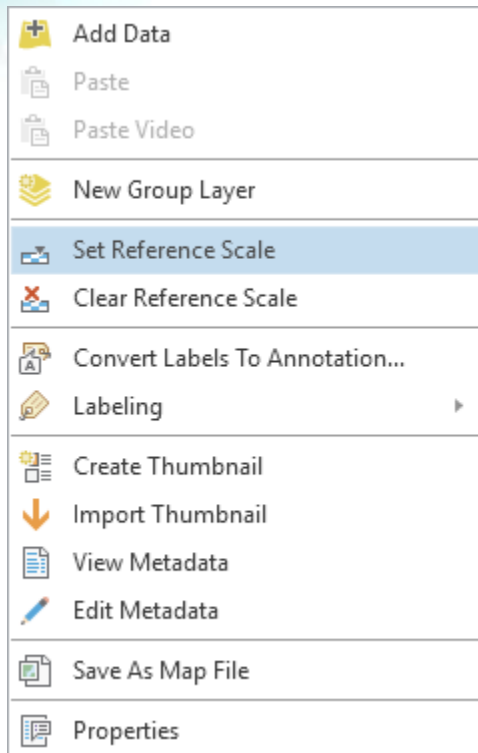 Add Data
Paste
Paste Video
New Group Layer
Set Reference Scale
Clear Reference Scale
Convert Labels To Annotation...
Labeling
Create Thumbnail
Import Thumbnail
View Metadata
Edit Metadata
Save As Map File
Properties